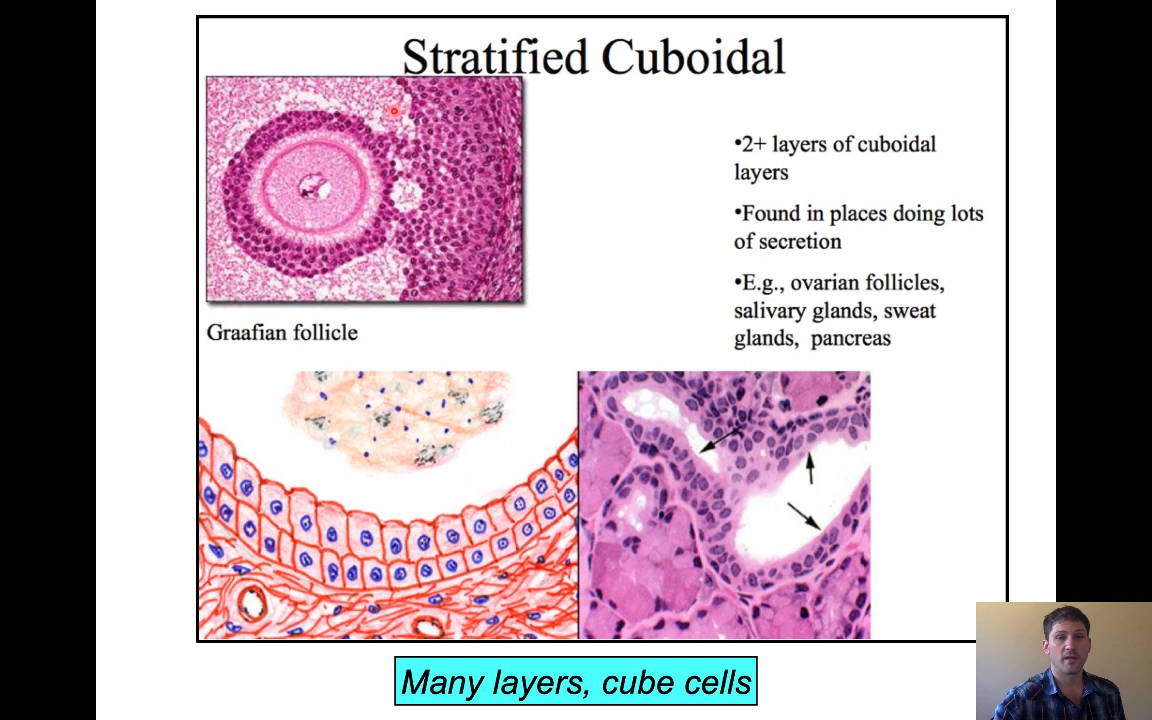 Stratified Cuboidal
•2+ layers of cuboidal
layers
•Found in places doing lots
of secretion
•E.g., ovarian follicles,
salivary glands, sweat
glands,  pancreas
Graafian follicle
Many layers, cube cells